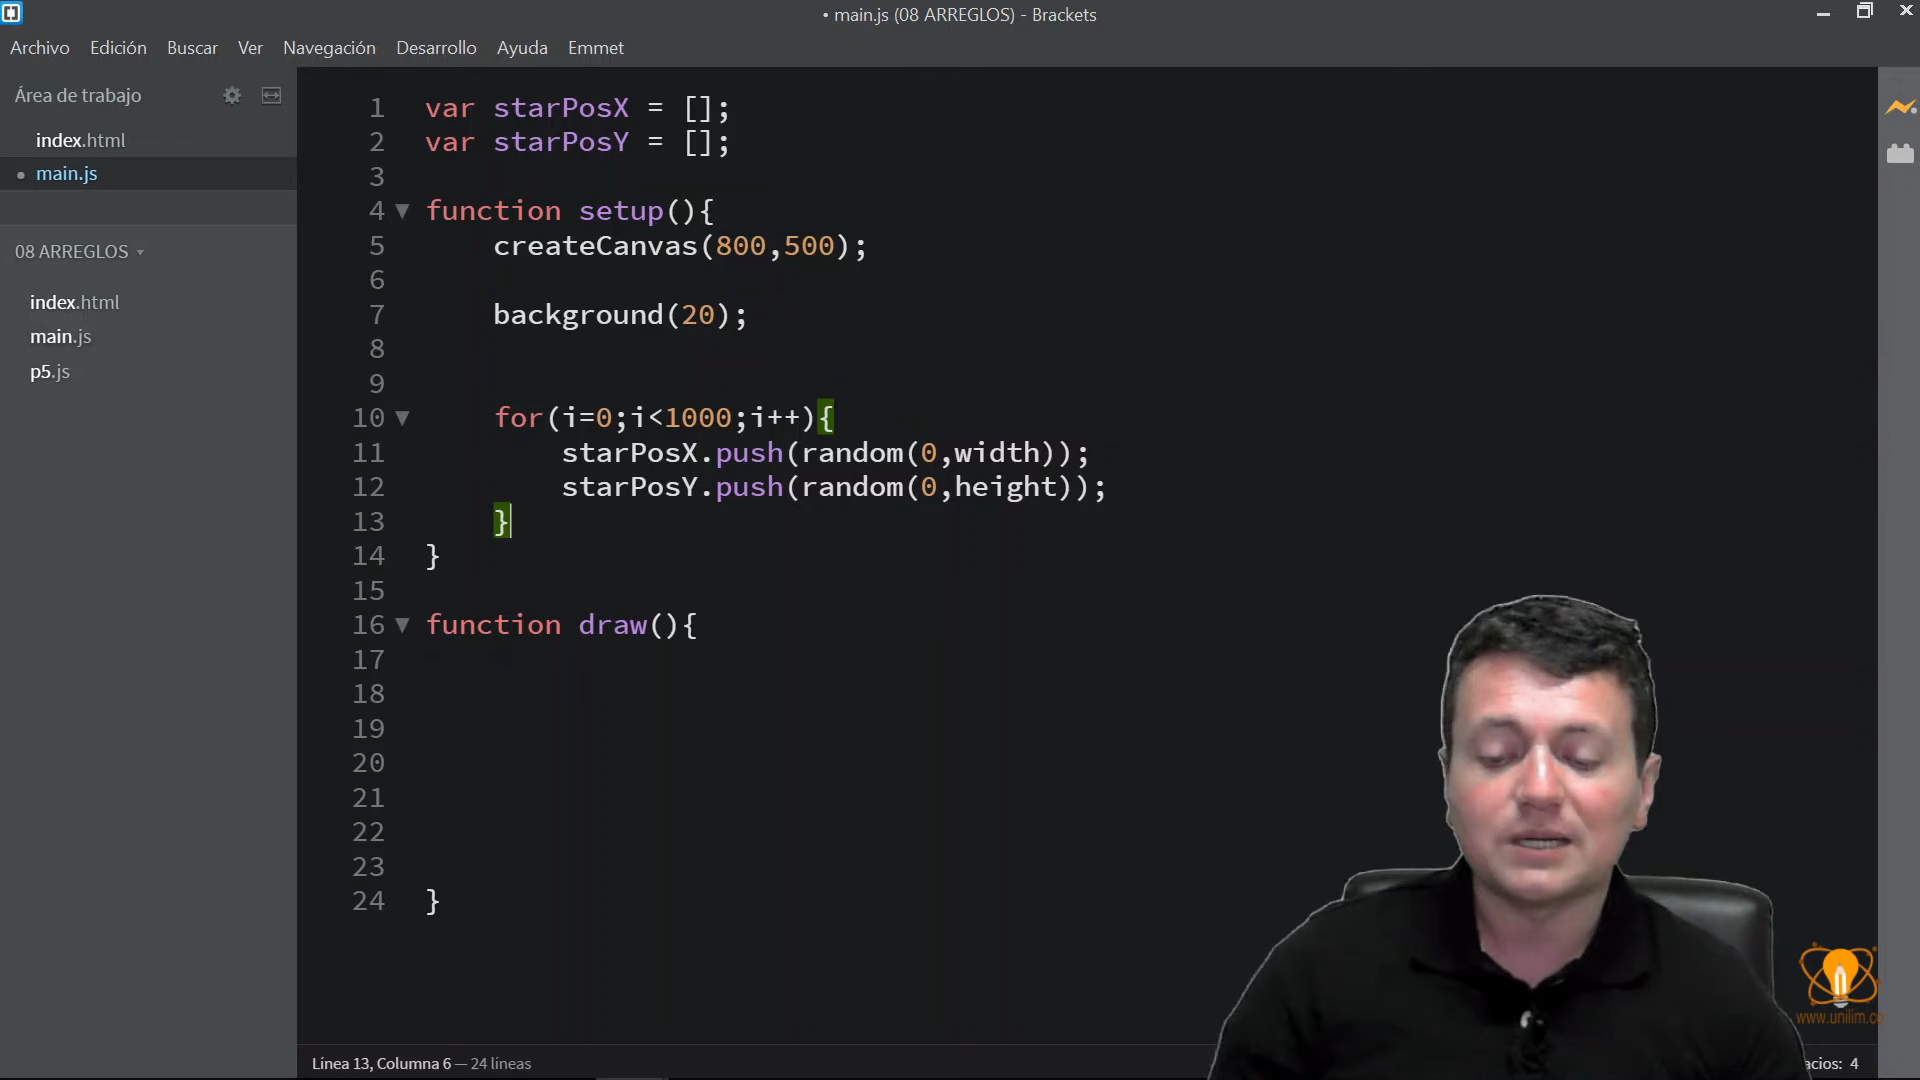 • main.js (08 ARREGLOS) - Brackets
Archivo Edición Buscar Ver Navegación Desarrollo Ayuda Emmet
Área de trabajo
index.html
• main.js
08 ARREGLOS
index.html
main.js
p5.js
1 var starPosX = [];
2 var starPosY = [];
3
4 function setup(){
5 createCanvas(800,500);
6
7 background(20);
8
9
10 for(i=0;i<1000;i++){
11 starPosX.push(random(0,width));
12 starPosY.push(random(0,height));
13 }
14 }
15
16 function draw(){
17
18
19
20
21
22
23
24 }
www.unilim.co
Línea 13, Columna 6 — 24 líneas
acios: 4